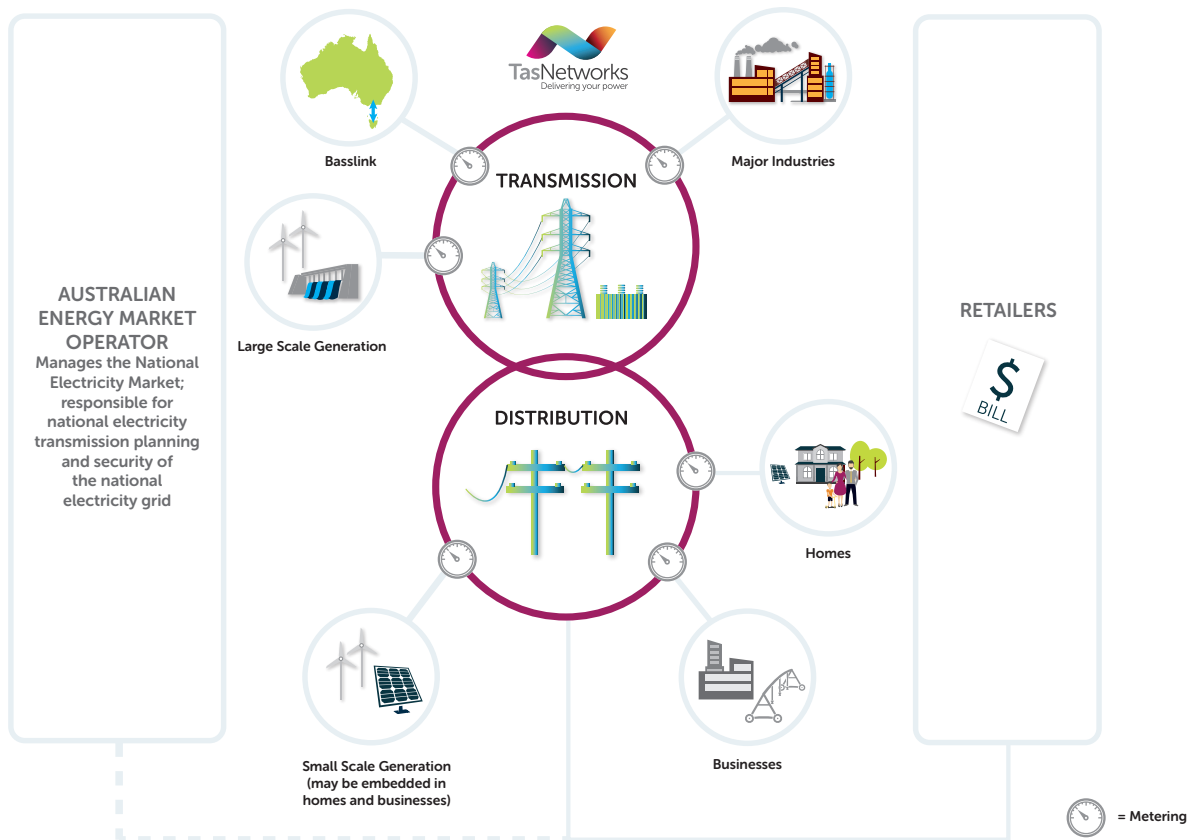 TasNetworks
Delivering your power
Basslink
Major Industries
TRANSMISSION
Large Scale Generation
AUSTRALIAN
ENERGY MARKET
OPERATOR
Manages the National
Electricity Market;
responsible for
national electricity
transmission planning
and security of
the national
electricity grid
RETAILERS
$
BILL
DISTRIBUTION
Homes
Small Scale Generation
(may be embedded in
homes and businesses)
Businesses
= Metering